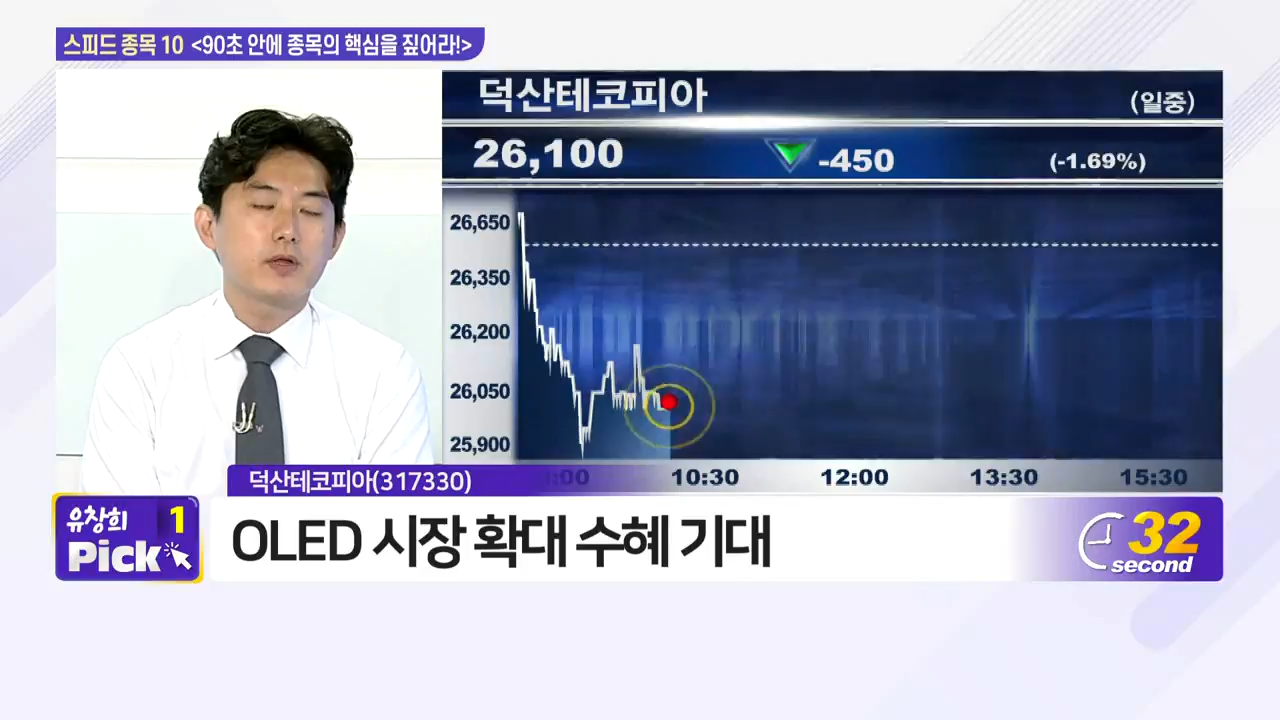 스피드 종목 10 <90초 안에 종목의 핵심을 짚어라!>
덕산테코피아
(일중)
26,100
-450
(-1.69%)
26,650
26,350
26,200
26,050
25,900
10:30
12:00
13:30
15:30
덕산테코피아(317330)
유창희
Pick
1
OLED 시장 확대 수혜 기대
32
second